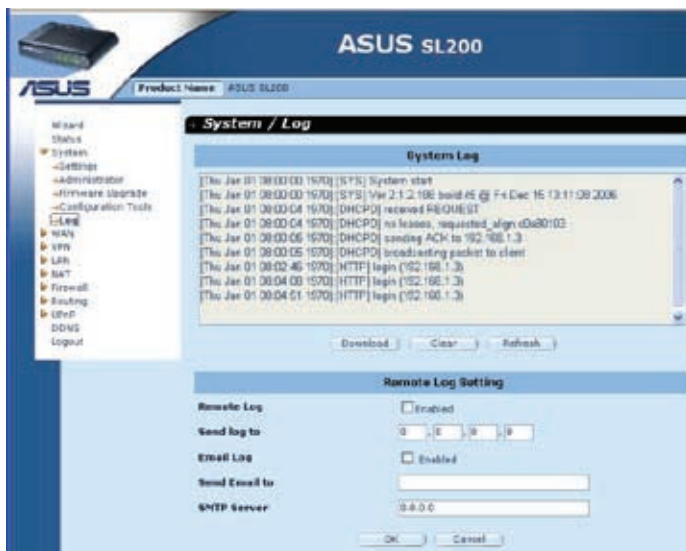 ASUS SL200
ASUS
Product Name ASUS SL200
Wizard
Status
System
Settings
Administrator
Firmware Upgrade
Configuration Tools
Log
WAN
VPN
LAN
NAT
Firewall
Routing
UPnP
DDNS
Logout
System / Log
System Log
[Thu Jan 01 08:00:00 1970] [SYS] System start
[Thu Jan 01 08:00:00 1970] [SYS] Ver 2.1.2.186 build #5 @ Fri Dec 15 13:11:08 2006
[Thu Jan 01 08:00:04 1970] [DHCPD] received REQUEST
[Thu Jan 01 08:00:04 1970] [DHCPD] no leases, requested_align c0a80103
[Thu Jan 01 08:00:05 1970] [DHCPD] sending ACK to 192.168.1.3
[Thu Jan 01 08:00:05 1970] [DHCPD] broadcasting packet to client
[Thu Jan 01 08:02:46 1970] [HTTP] login (192.168.1.3)
[Thu Jan 01 08:04:00 1970] [HTTP] login (192.168.1.3)
[Thu Jan 01 08:04:51 1970] [HTTP] login (192.168.1.3)
Download Clear Refresh
Remote Log Setting
Remote Log Enabled
Send log to 0 . 0 . 0 . 0
Email Log Enabled
Send Email to
SMTP Server 0.0.0.0
OK Cancel